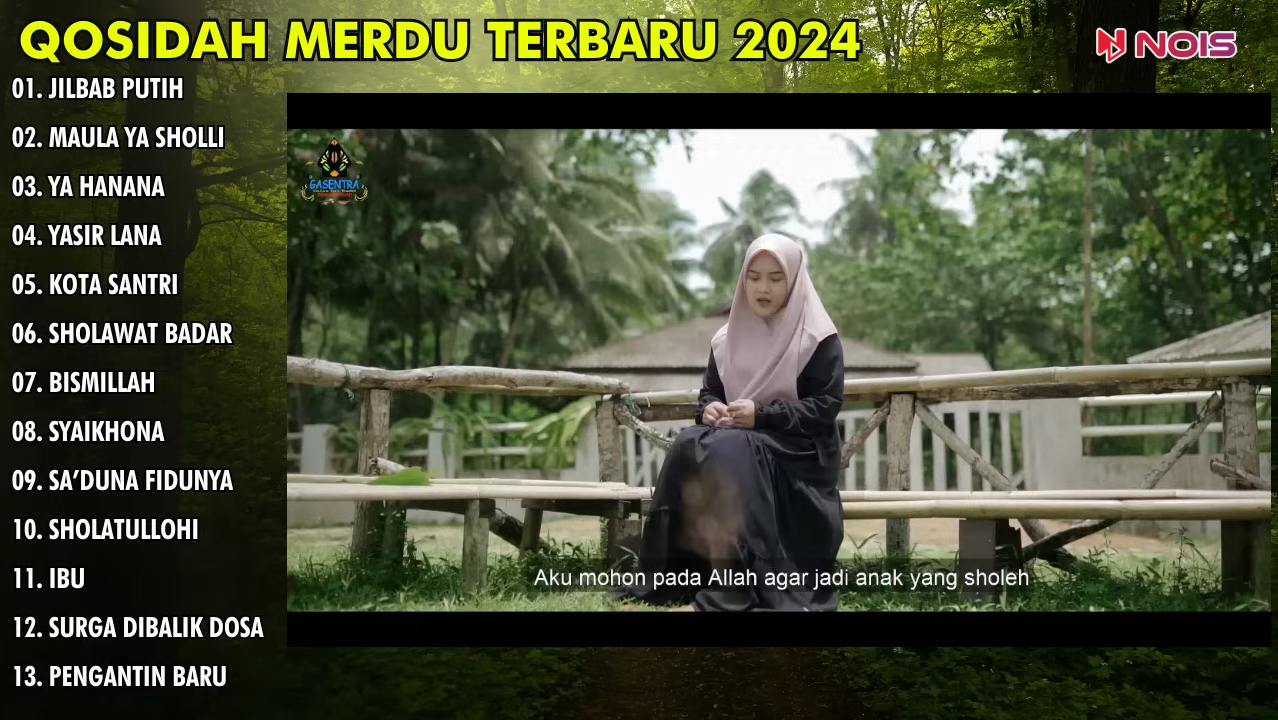 QOSIDAH MERDU TERBARU 2024
NOIS
01. JILBAB PUTIH
02. MAULA YA SHOLLI
03. YA HANANA
04. YASIR LANA
05. KOTA SANTRI
06. SHOLAWAT BADAR
07. BISMILLAH
08. SYAIKHONA
09. SA’DUNA FIDUNYA
10. SHOLATULLOHI
11. IBU
12. SURGA DIBALIK DOSA
13. PENGANTIN BARU
GASENTRA
Aku mohon pada Allah agar jadi anak yang sholeh